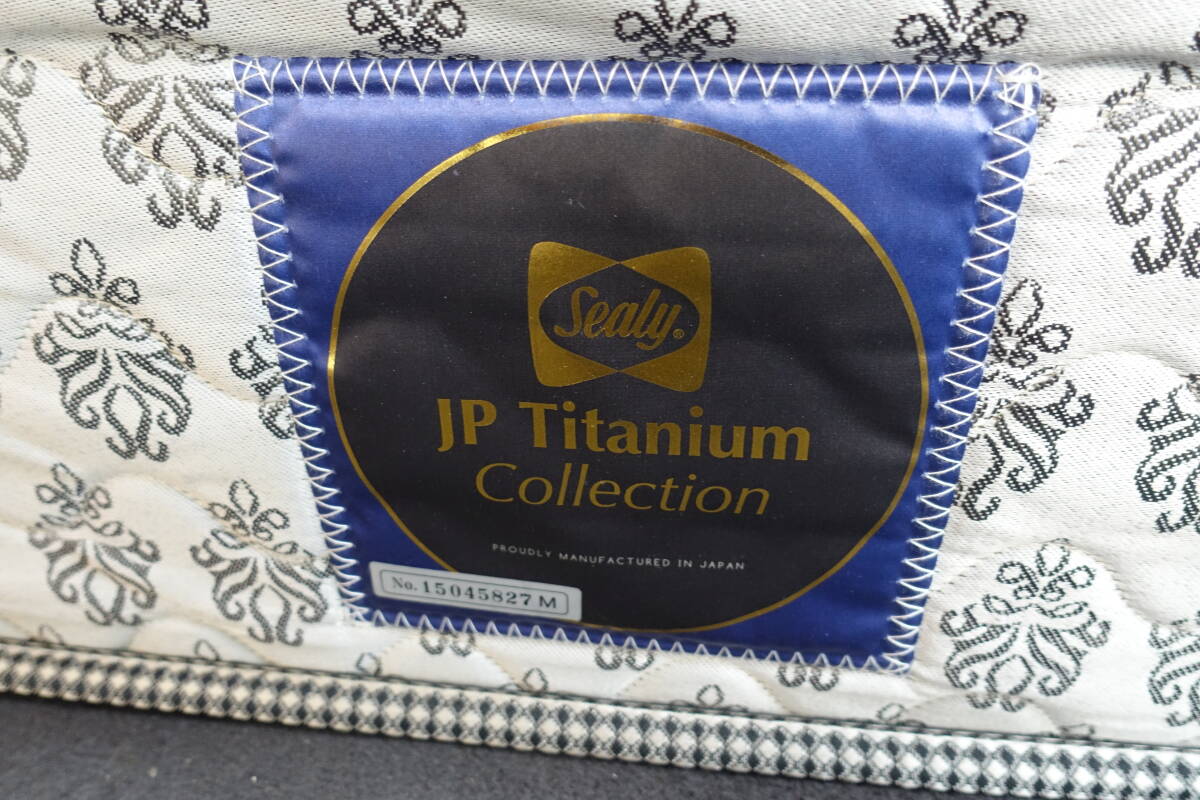 Sealy®
JP Titanium
Collection
PROUDLY MANUFACTURED IN JAPAN
No. 15045827 M